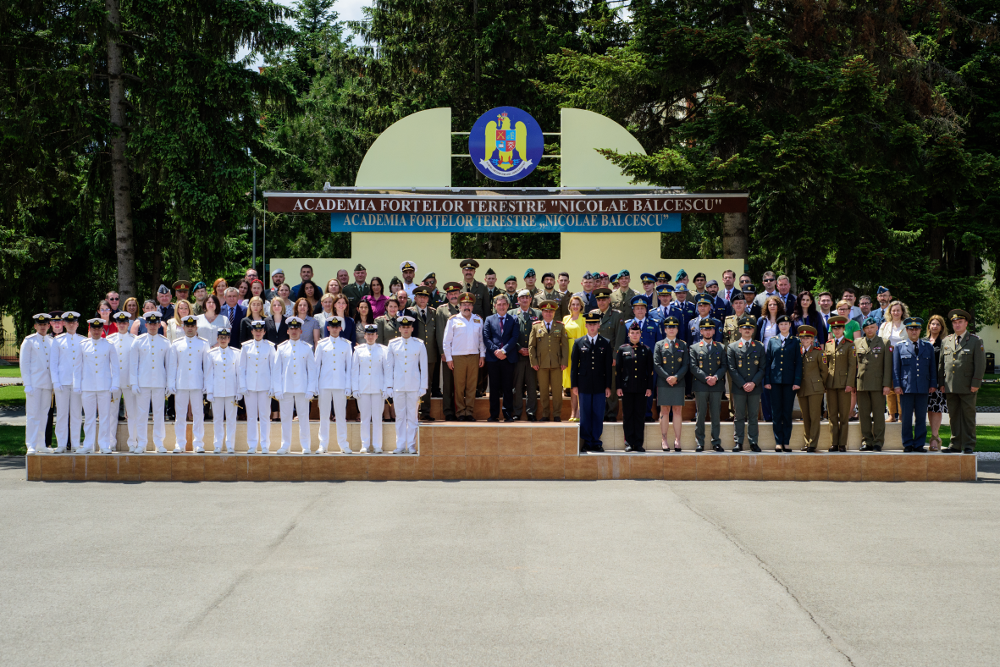 ACADEMIA FORȚELOR TERESTRE "NICOLAE BĂLCESCU"
ACADEMIA FORȚELOR TERESTRE „NICOLAE BĂLCESCU”